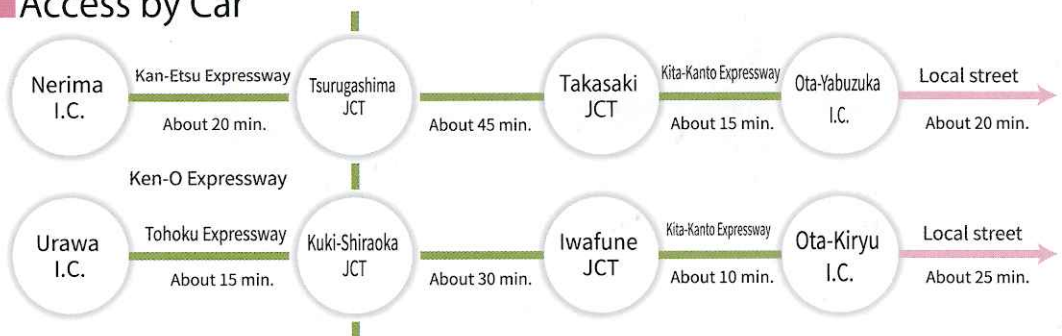 Access by Car
Nerima
I.C.
Kan-Etsu Expressway
About 20 min.
Tsurugashima
JCT
About 45 min.
Takasaki
JCT
Kita-Kanto Expressway
About 15 min.
Ota-Yabuzuka
I.C.
Local street
About 20 min.
Ken-O Expressway
Urawa
I.C.
Tohoku Expressway
About 15 min.
Kuki-Shiraoka
JCT
About 30 min.
Iwafune
JCT
Kita-Kanto Expressway
About 10 min.
Ota-Kiryu
I.C.
Local street
About 25 min.